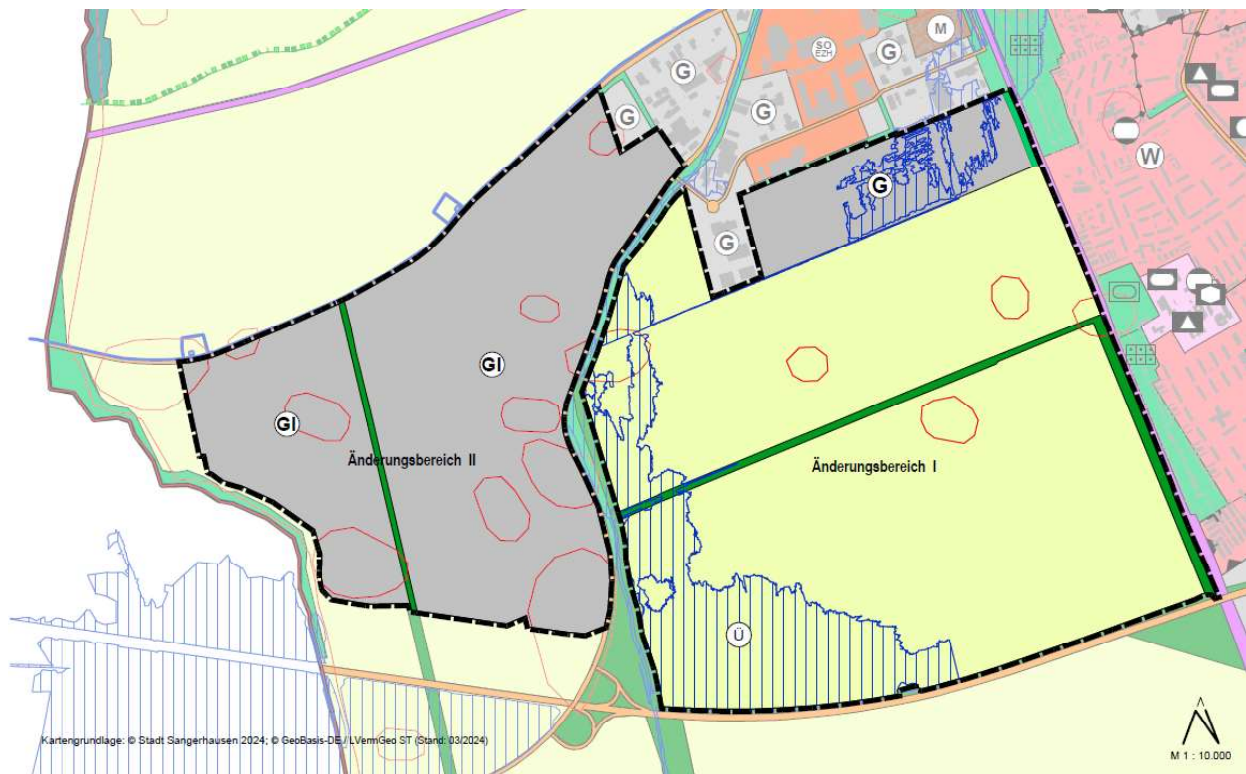 M
SO
EZH
G
G
G
G
G
W
G
G
GI
GI
Änderungsbereich II
Änderungsbereich I
Ü
Kartengrundlage: © Stadt Sangerhausen 2024; © GeoBasis-DE / LVermGeo ST (Stand: 03/2024)
M 1 : 10.000